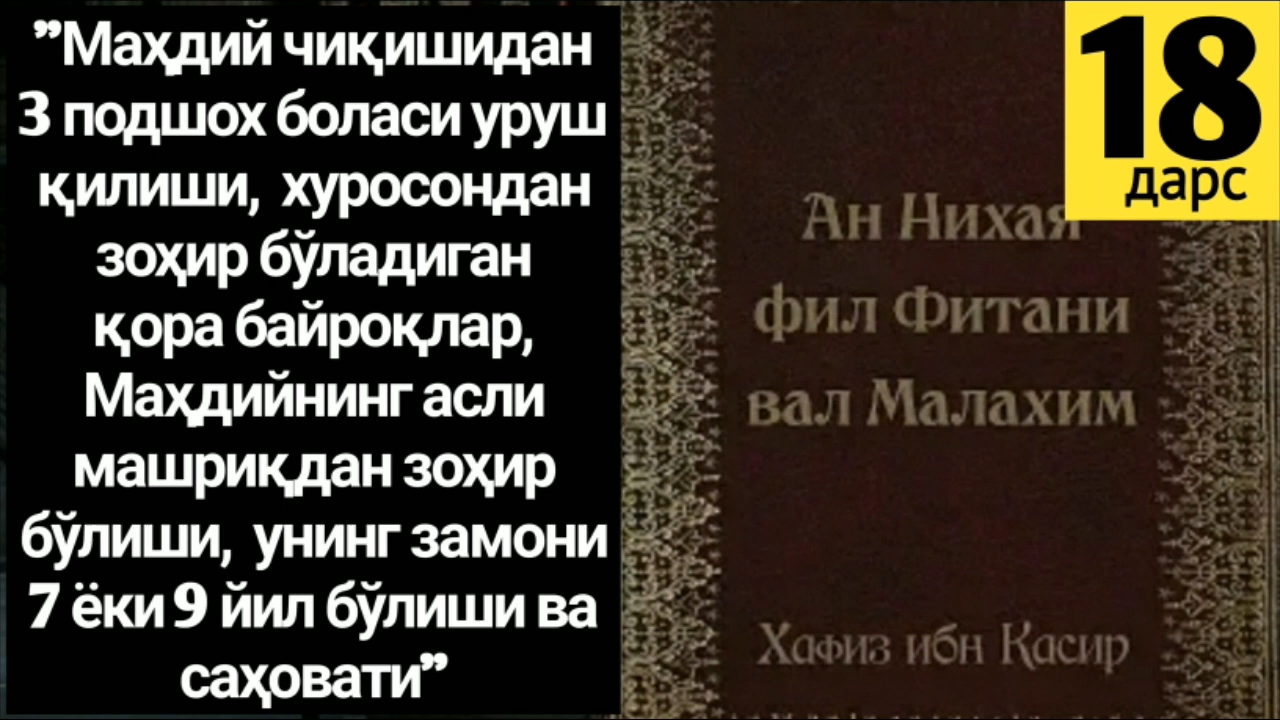 ”Маҳдий чиқишидан
3 подшох боласи уруш
қилиши, хуросондан
зоҳир бўладиган
қора байроқлар,
Маҳдийнинг асли
машриқдан зоҳир
бўлиши, унинг замони
7 ёки 9 йил бўлиши ва
саҳовати”
18
дарс
Ан Нихая
фил Фитани
вал Малахим
Хафиз ибн Касир